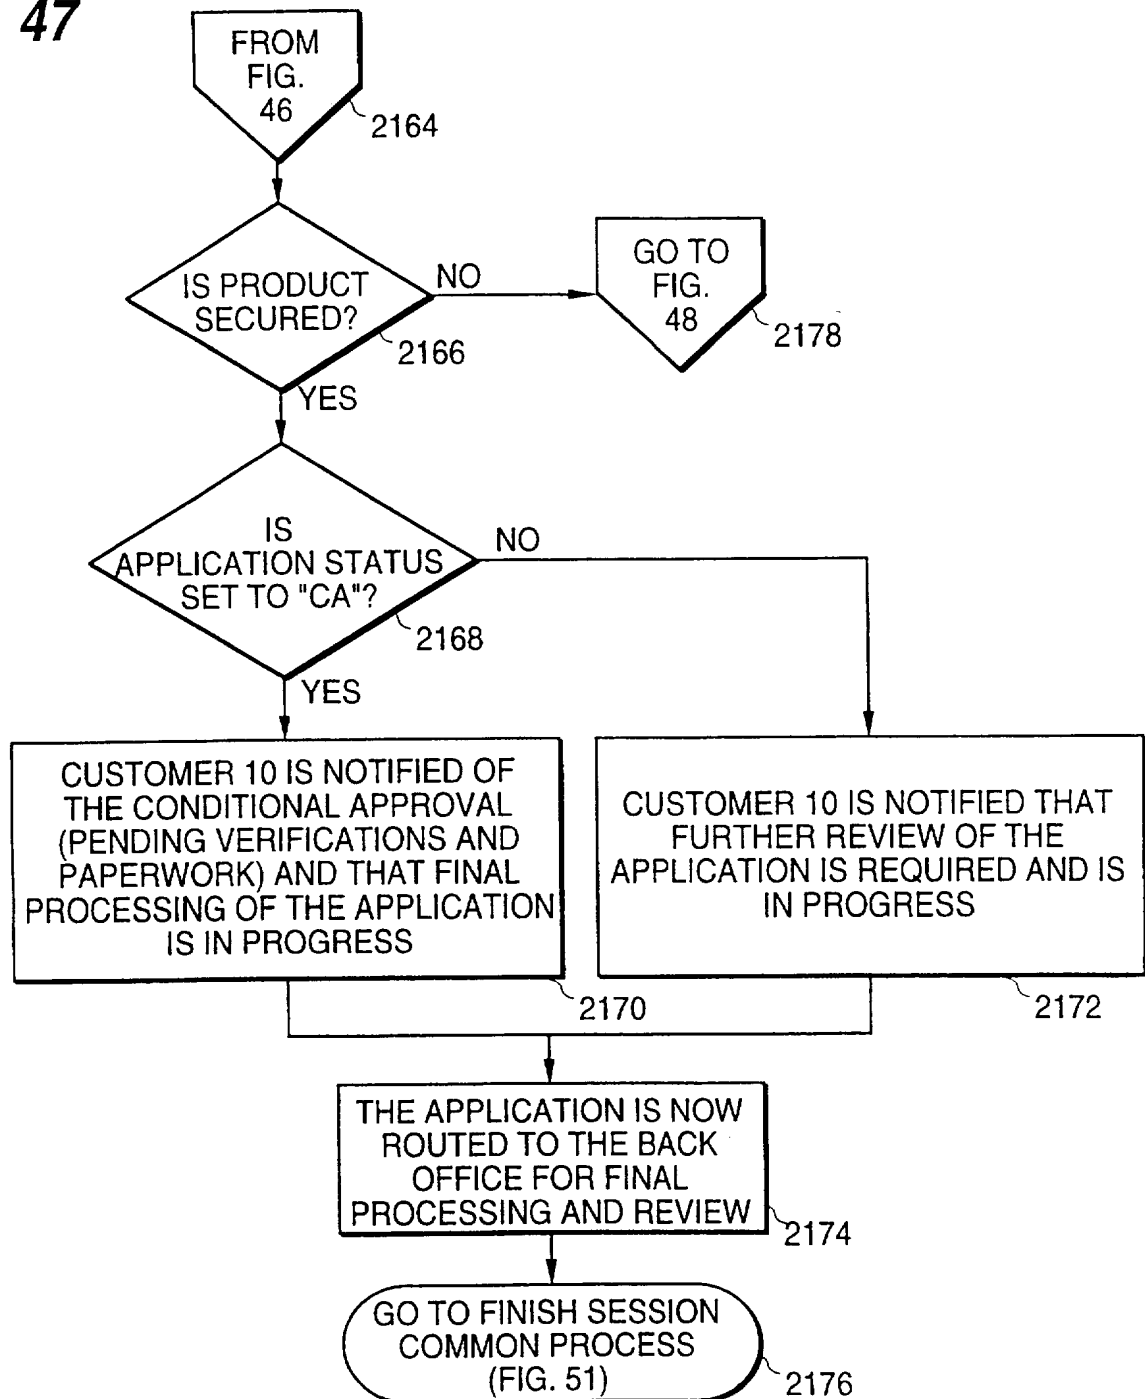 47
FROM
FIG.
46
2164
IS PRODUCT
SECURED?
2166
NO
GO TO
FIG.
48
2178
YES
IS
APPLICATION STATUS
SET TO "CA"?
2168
NO
YES
CUSTOMER 10 IS NOTIFIED OF
THE CONDITIONAL APPROVAL
(PENDING VERIFICATIONS AND
PAPERWORK) AND THAT FINAL
PROCESSING OF THE APPLICATION
IS IN PROGRESS
2170
CUSTOMER 10 IS NOTIFIED THAT
FURTHER REVIEW OF THE
APPLICATION IS REQUIRED AND IS
IN PROGRESS
2172
THE APPLICATION IS NOW
ROUTED TO THE BACK
OFFICE FOR FINAL
PROCESSING AND REVIEW
2174
GO TO FINISH SESSION
COMMON PROCESS
(FIG. 51)
2176